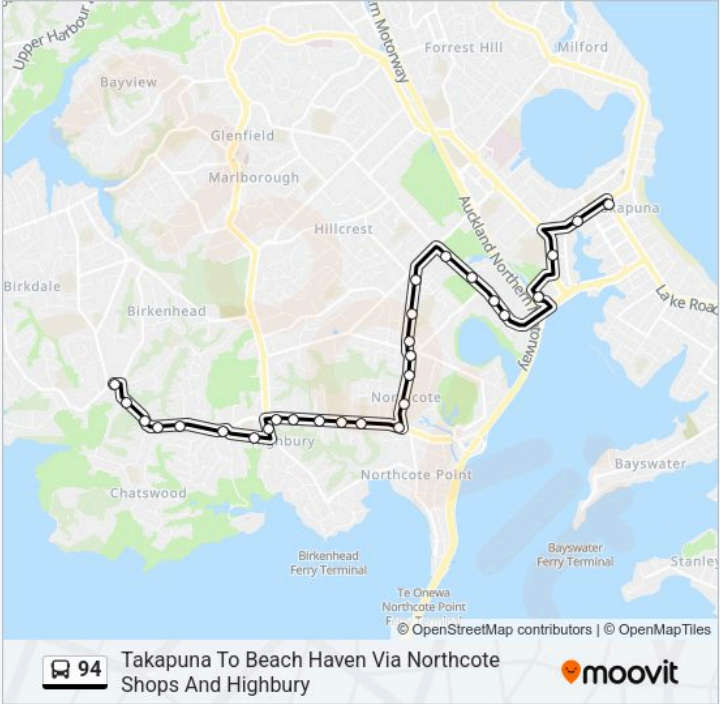 Upper Harbour
rn Motorway
Forrest Hill
Milford
Bayview
Glenfield
Marlborough
Auckland Northern Motorway
Takapuna
Hillcrest
Birkdale
Lake Road
Birkenhead
Northcote
Highbury
Bayswater
Northcote Point
Chatswood
Birkenhead
Ferry Terminal
Bayswater
Ferry Terminal
Stanley
Te Onewa
Northcote Point
© OpenStreetMap contributors | © OpenMapTiles
94
Takapuna To Beach Haven Via Northcote
Shops And Highbury
moovit